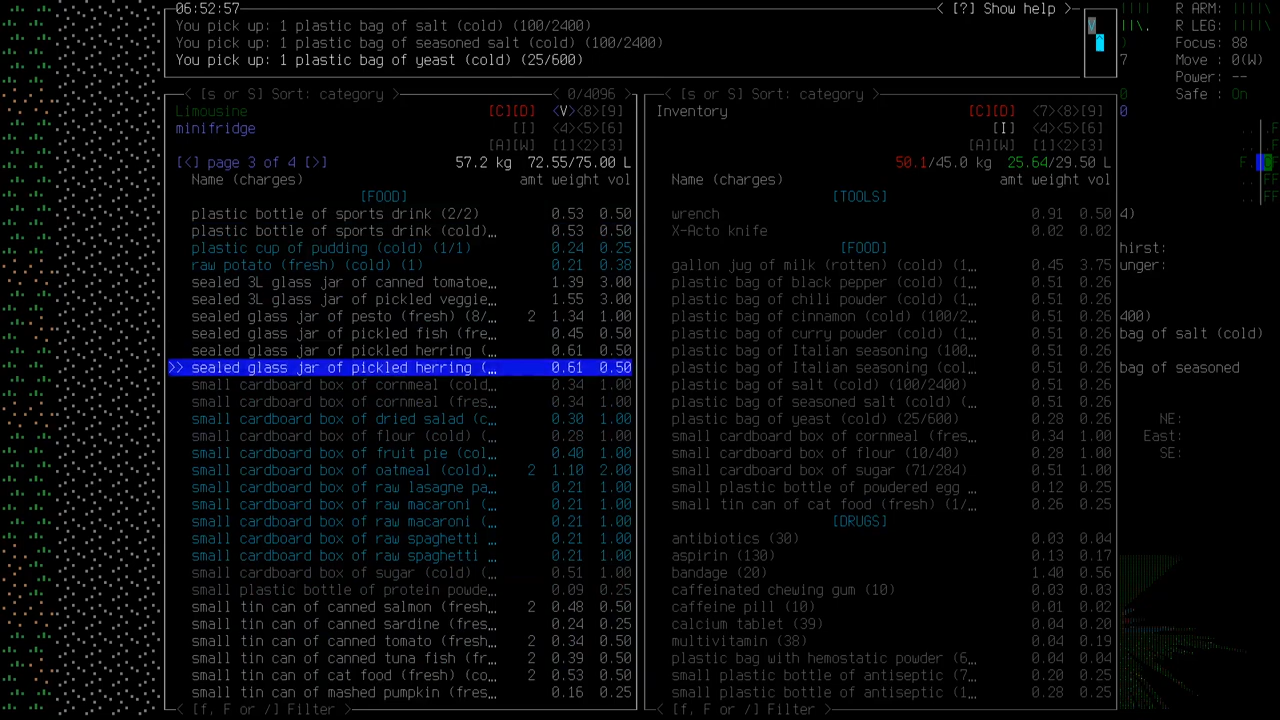 06:52:57
< [?] Show help >
You pick up: 1 plastic bag of salt (cold) (100/2400)
You pick up: 1 plastic bag of seasoned salt (cold) (100/2400)
You pick up: 1 plastic bag of yeast (cold) (25/600)
R ARM:
R LEG:
Focus: 88
Move : 0(W)
Power: --
Safe : On
< [s or S] Sort: category > < 0/4096 >
Limousine [C][D] <V><8>[9]
minifridge [I] <4>[5][6]
[A][W] [1]<2>[3]
[<] page 3 of 4 [>] 57.2 kg 72.55/75.00 L
Name (charges) amt weight vol
[FOOD]
plastic bottle of sports drink (2/2) 0.53 0.50
plastic bottle of sports drink (cold)… 0.53 0.50
plastic cup of pudding (cold) (1/1) 0.24 0.25
raw potato (fresh) (cold) (1) 0.21 0.38
sealed 3L glass jar of canned tomatoe… 1.39 3.00
sealed 3L glass jar of pickled veggie… 1.55 3.00
sealed glass jar of pesto (fresh) (8/… 2 1.34 1.00
sealed glass jar of pickled fish (fre… 0.45 0.50
sealed glass jar of pickled herring (… 0.61 0.50
>> sealed glass jar of pickled herring (… 0.61 0.50
small cardboard box of cornmeal (cold… 0.34 1.00
small cardboard box of cornmeal (fres… 0.34 1.00
small cardboard box of dried salad (c… 0.30 1.00
small cardboard box of flour (cold) (… 0.28 1.00
small cardboard box of fruit pie (col… 0.40 1.00
small cardboard box of oatmeal (cold)… 2 1.10 2.00
small cardboard box of raw lasagne pa… 0.21 1.00
small cardboard box of raw macaroni (… 0.21 1.00
small cardboard box of raw macaroni (… 0.21 1.00
small cardboard box of raw spaghetti … 0.21 1.00
small cardboard box of raw spaghetti … 0.21 1.00
small cardboard box of sugar (cold) (… 0.51 1.00
small plastic bottle of protein powde… 0.09 0.25
small tin can of canned salmon (fresh… 2 0.48 0.50
small tin can of canned sardine (fres… 0.24 0.25
small tin can of canned tomato (fresh… 2 0.34 0.50
small tin can of canned tuna fish (fr… 2 0.39 0.50
small tin can of cat food (fresh) (co… 2 0.53 0.50
small tin can of mashed pumpkin (fres… 0.16 0.25
< [f, F or /] Filter >
< [s or S] Sort: category >
Inventory [C][D] <7><8>[9]
[I] <4>[5][6]
[A][W] [1]<2>[3]
50.1/45.0 kg 25.64/29.50 L
Name (charges) amt weight vol
[TOOLS]
wrench 0.91 0.50
X-Acto knife 0.02 0.02
[FOOD]
gallon jug of milk (rotten) (cold) (1… 0.45 3.75
plastic bag of black pepper (cold) (1… 0.51 0.26
plastic bag of chili powder (cold) (1… 0.51 0.26
plastic bag of cinnamon (cold) (100/2… 0.51 0.26
plastic bag of curry powder (cold) (1… 0.51 0.26
plastic bag of Italian seasoning (100… 0.51 0.26
plastic bag of Italian seasoning (col… 0.51 0.26
plastic bag of salt (100/2400) 0.51 0.26
plastic bag of seasoned salt (cold) (… 0.51 0.26
plastic bag of yeast (cold) (25/600) 0.28 0.26
small cardboard box of cornmeal (fres… 0.34 1.00
small cardboard box of flour (10/40) 0.28 1.00
small cardboard box of sugar (71/284) 0.51 1.00
small plastic bottle of powdered egg … 0.12 0.25
small tin can of cat food (fresh) (1/… 0.26 0.25
[DRUGS]
antibiotics (30) 0.03 0.04
aspirin (130) 0.13 0.17
bandage (20) 1.40 0.56
caffeinated chewing gum (10) 0.03 0.03
caffeine pill (10) 0.01 0.02
calcium tablet (39) 0.04 0.20
multivitamin (38) 0.04 0.19
plastic bag with hemostatic powder (6… 0.04 0.04
small plastic bottle of antiseptic (7… 0.20 0.25
small plastic bottle of antiseptic (1… 0.28 0.25
< [f, F or /] Filter >
4)
hirst:
unger:
400)
bag of salt (cold)
bag of seasoned
NE:
East:
SE: